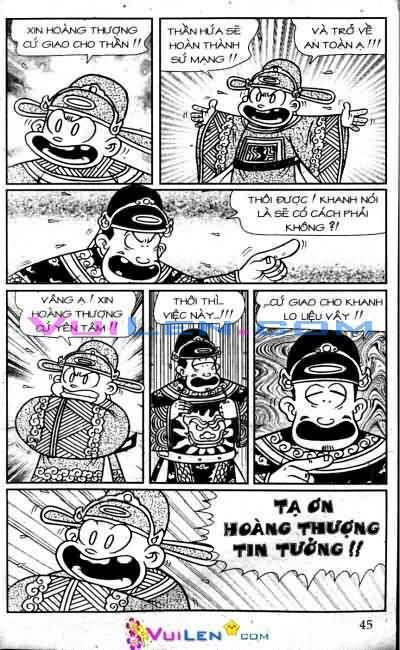 XIN HOÀNG THƯỢNG
CỨ GIAO CHO THẦN !!
THẦN HỨA SẼ
HOÀN THÀNH
SỨ MẠNG !!
VÀ TRỞ VỀ
AN TOÀN Ạ !!!
THÔI ĐƯỢC ! KHANH NÓI
LÀ SẼ CÓ CÁCH PHẢI
KHÔNG ?!
VÂNG Ạ ! XIN
HOÀNG THƯỢNG
CỨ YÊN TÂM !!
THÔI THÌ...
VIỆC NÀY...!!!
...CỨ GIAO CHO KHANH
LO LIỆU VẬY !!
VUILEN.COM
TẠ ƠN
HOÀNG THƯỢNG
TIN TƯỞNG !!
45
VUILEN.COM